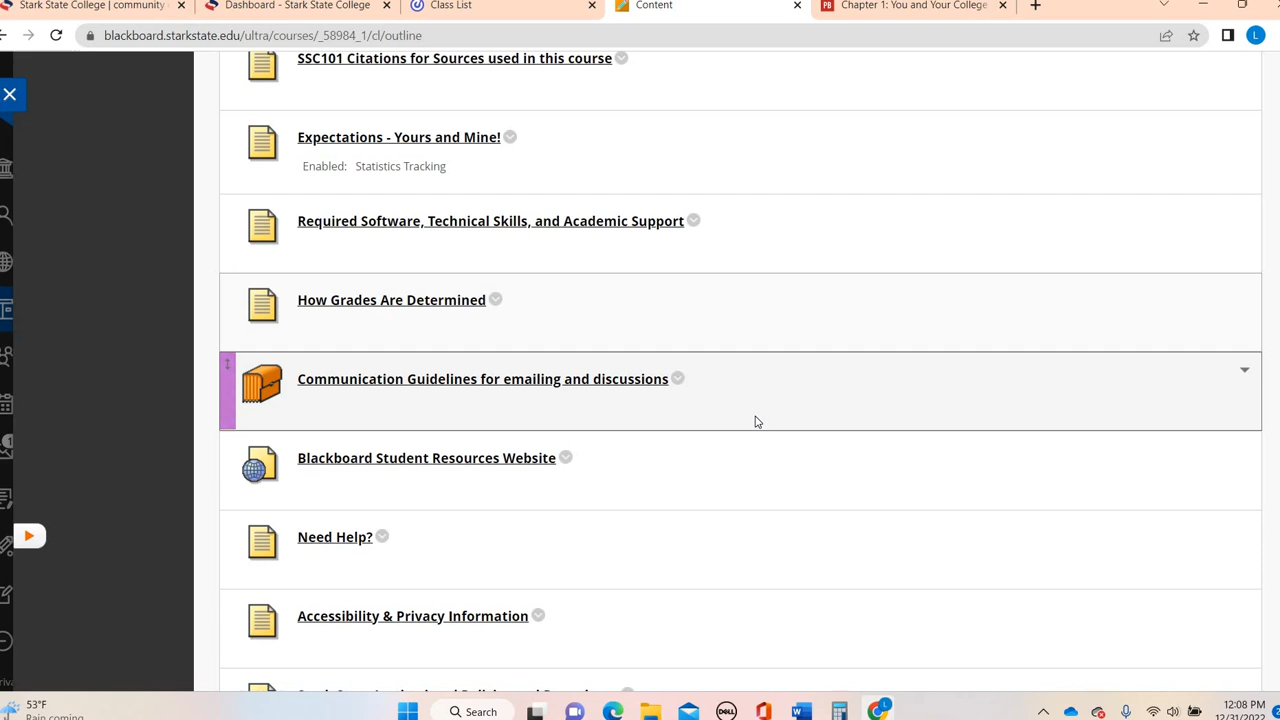 Stark State College | community
Dashboard - Stark State College
Class List
Content
Chapter 1: You and Your College
blackboard.starkstate.edu/ultra/courses/_58984_1/cl/outline
L
SSC101 Citations for Sources used in this course
Expectations - Yours and Mine!
Enabled: Statistics Tracking
Required Software, Technical Skills, and Academic Support
How Grades Are Determined
Communication Guidelines for emailing and discussions
Blackboard Student Resources Website
Need Help?
Accessibility & Privacy Information
53°F
Rain coming
Search
12:08 PM